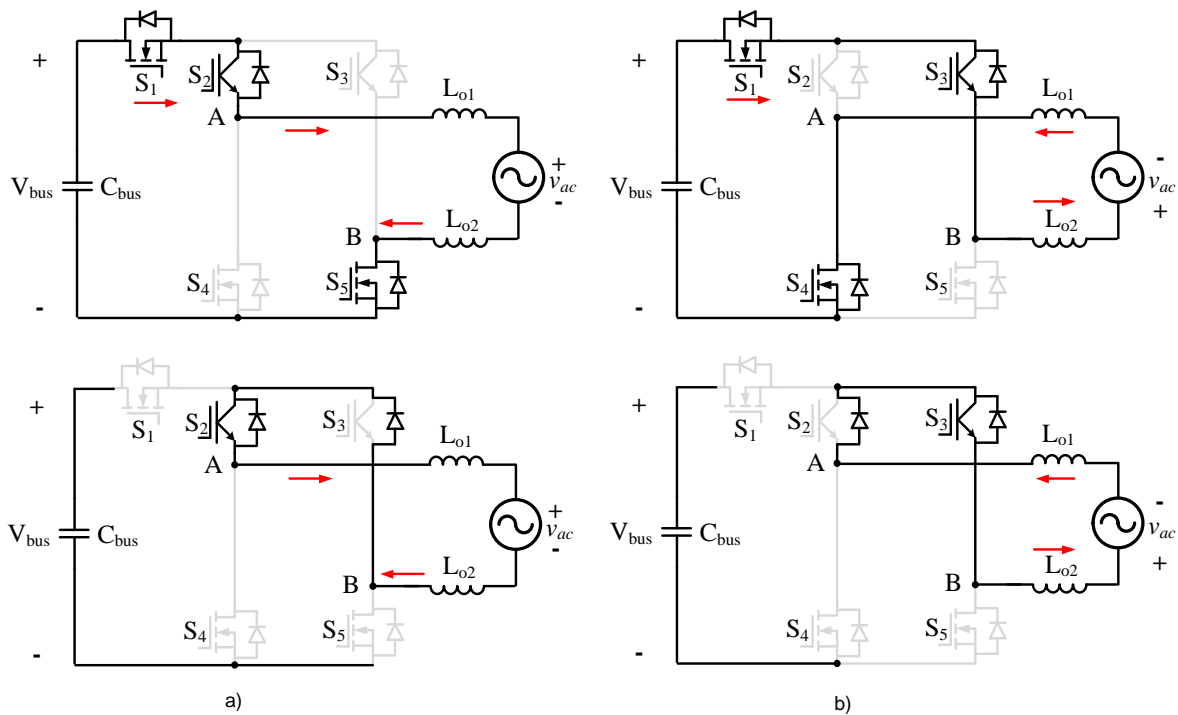 +
S1
S2
S3
A
Lo1
Vbus
Cbus
+
vac
-
B
Lo2
S4
S5
-
+
S1
S2
S3
A
Lo1
Vbus
Cbus
-
vac
+
B
Lo2
S4
S5
-
+
S1
S2
S3
A
Lo1
Vbus
Cbus
+
vac
-
B
Lo2
S4
S5
-
+
S1
S2
S3
A
Lo1
Vbus
Cbus
-
vac
+
B
Lo2
S4
S5
-
a)
b)